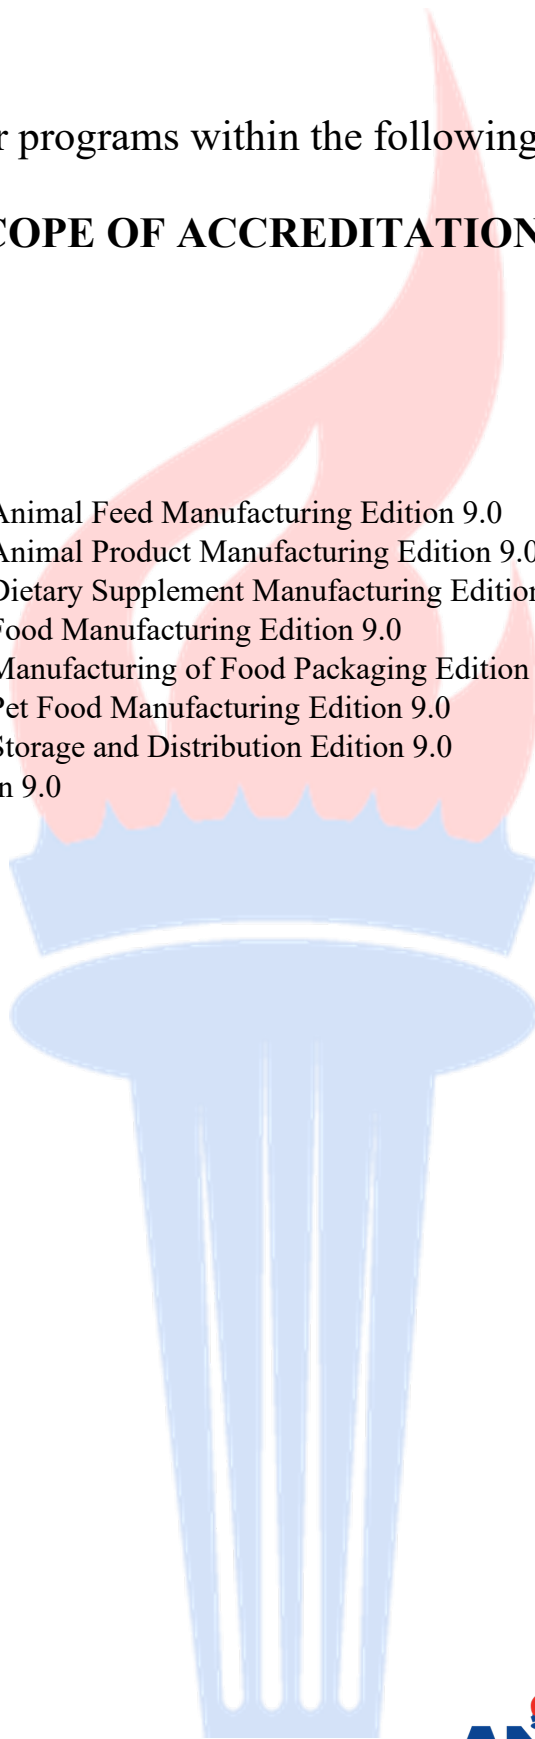 r programs within the following
COPE OF ACCREDITATION
Animal Feed Manufacturing Edition 9.0
Animal Product Manufacturing Edition 9.0
Dietary Supplement Manufacturing Edition
Food Manufacturing Edition 9.0
Manufacturing of Food Packaging Edition
Pet Food Manufacturing Edition 9.0
Storage and Distribution Edition 9.0
n 9.0